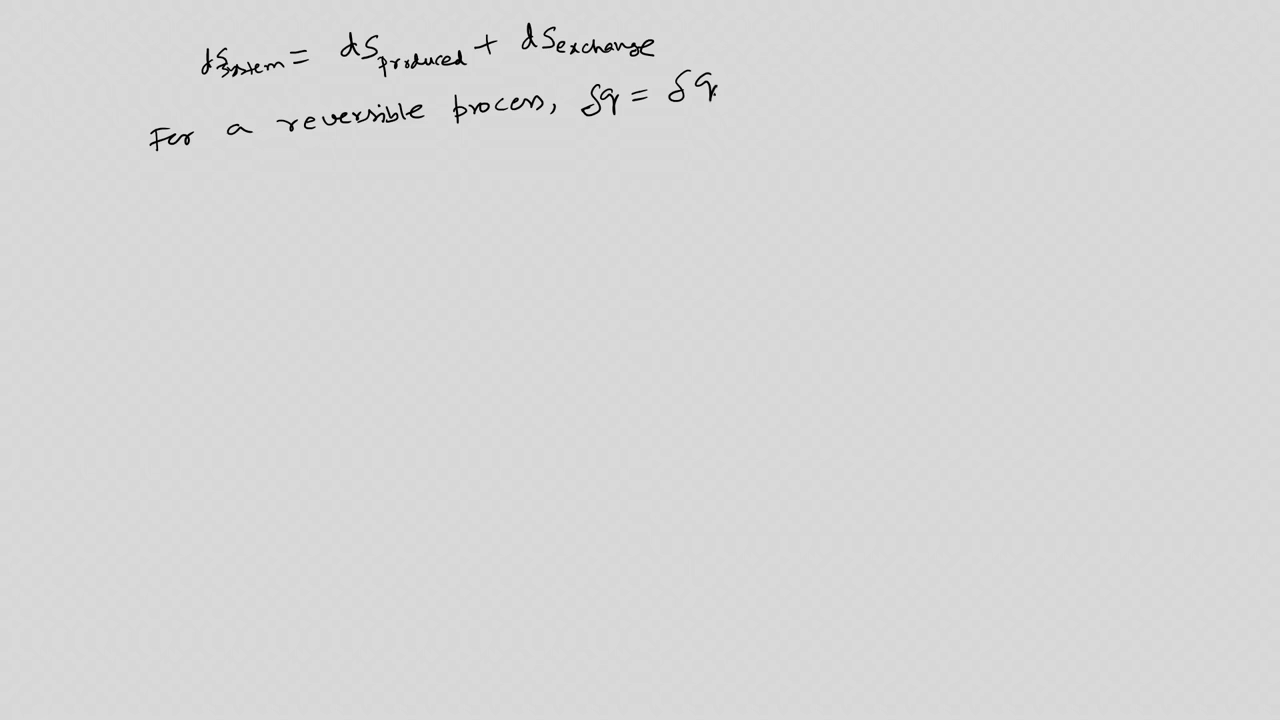 dS_system = dS_produced + dS_exchange
For a reversible process, δq = δq